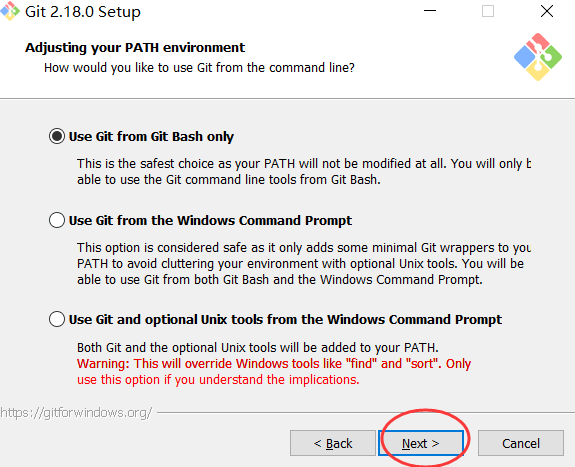 Git 2.18.0 Setup
Adjusting your PATH environment
How would you like to use Git from the command line?
Use Git from Git Bash only
This is the safest choice as your PATH will not be modified at all. You will only
able to use the Git command line tools from Git Bash.
Use Git from the Windows Command Prompt
This option is considered safe as it only adds some minimal Git wrappers to
PATH to avoid cluttering your environment with optional Unix tools. You will be
able to use Git from both Git Bash and the Windows Command Prompt.
Use Git and optional Unix tools from the Windows Command Prompt
Both Git and the optional Unix tools will be added to your PATH.
Warning: This will override Windows tools like "find" and "sort". Only
use this option if you understand the implications.
https://gitforwindows.org/
< Back
Next >
Cancel